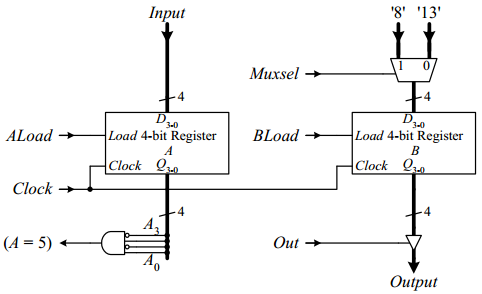 Input
'8' '13'
Muxsel
1 0
4
4
D3-0
D3-0
ALoad
Load 4-bit Register
BLoad
Load 4-bit Register
A
B
Clock Q3-0
Clock Q3-0
Clock
4
4
(A = 5)
A3
A0
Out
Output